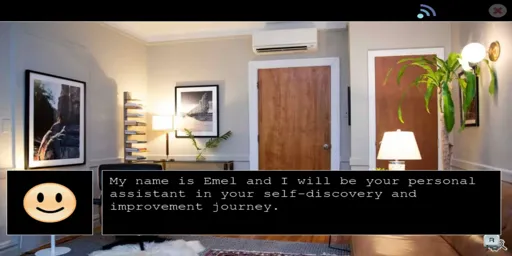 My name is Emel and I will be your personal
assistant in your self-discovery and
improvement journey.